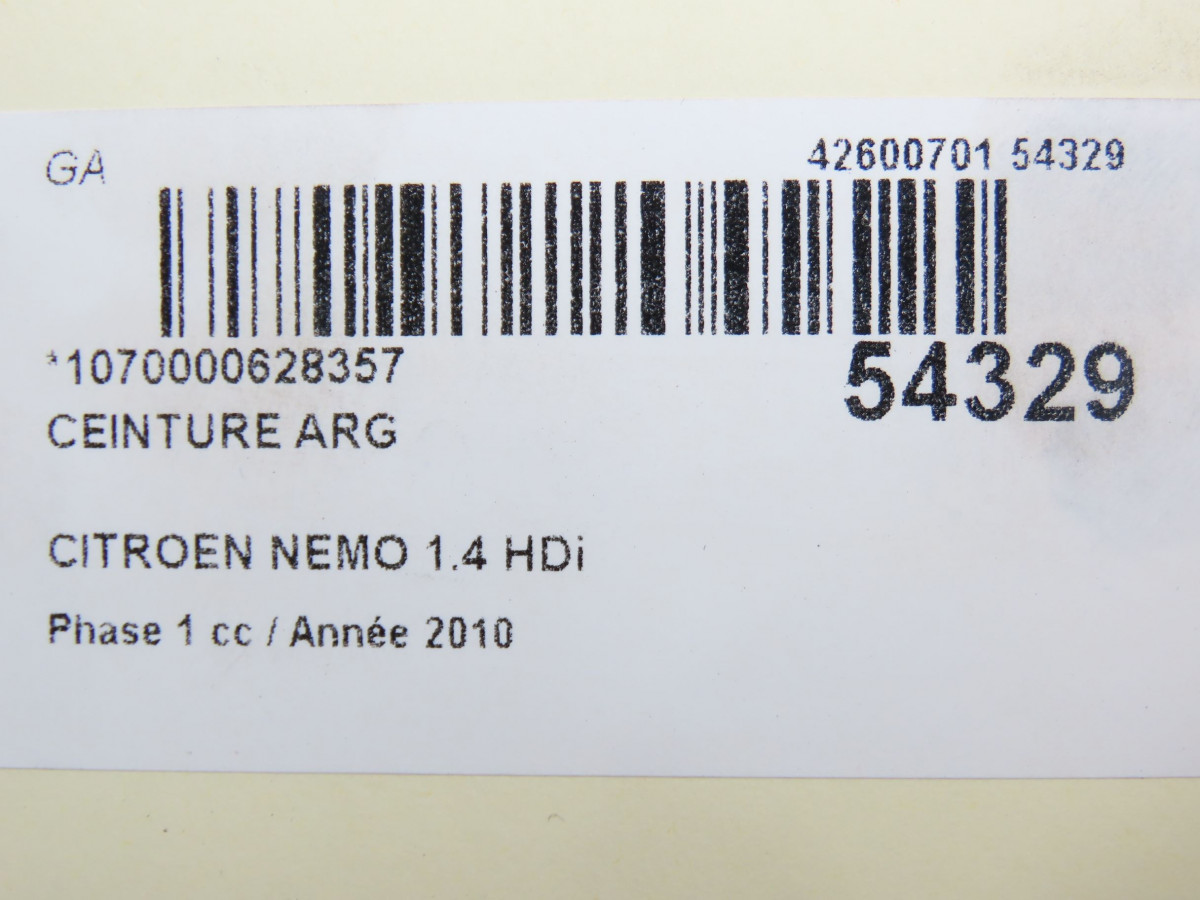 GA
42600701 54329
*1070000628357
54329
CEINTURE ARG
CITROEN NEMO 1.4 HDi
Phase 1 cc / Année 2010